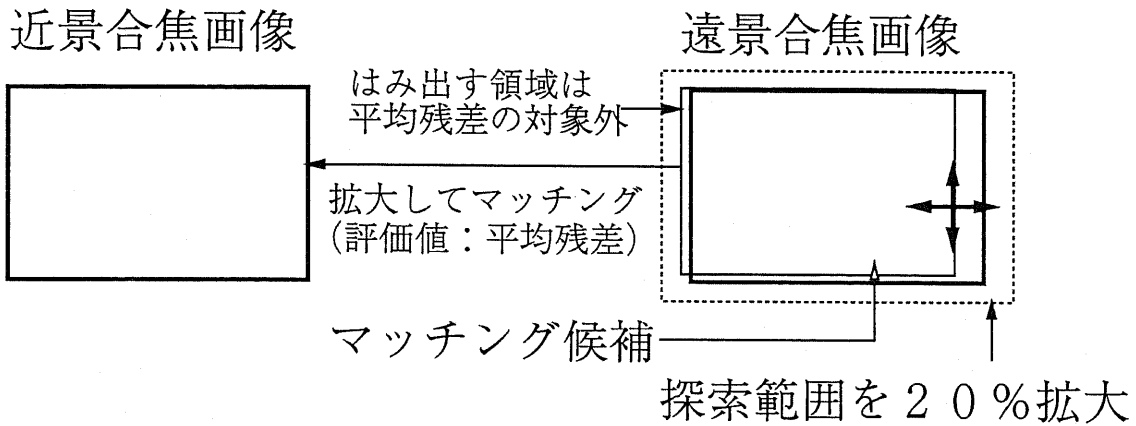 近景合焦画像
遠景合焦画像
はみ出す領域は
平均残差の対象外
拡大してマッチング
(評価値：平均残差)
マッチング候補
探索範囲を２０％拡大